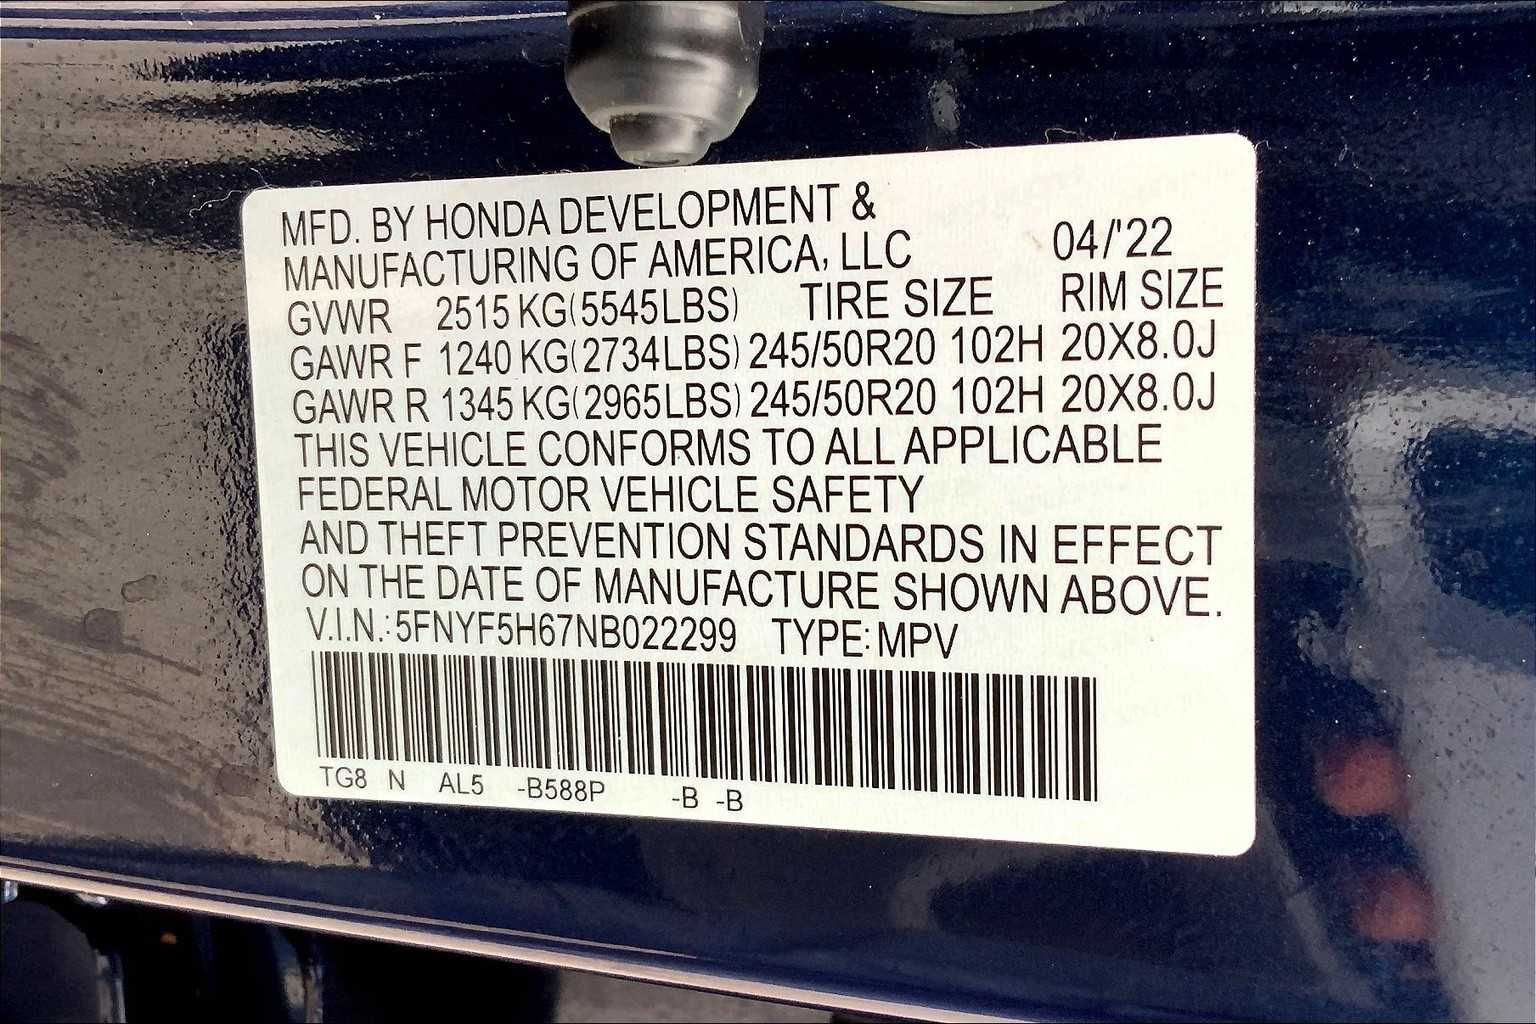 MFD. BY HONDA DEVELOPMENT &
MANUFACTURING OF AMERICA, LLC 04/'22
GVWR 2515 KG(5545LBS) TIRE SIZE RIM SIZE
GAWR F 1240 KG(2734LBS) 245/50R20 102H 20X8.0J
GAWR R 1345 KG(2965LBS) 245/50R20 102H 20X8.0J
THIS VEHICLE CONFORMS TO ALL APPLICABLE
FEDERAL MOTOR VEHICLE SAFETY
AND THEFT PREVENTION STANDARDS IN EFFECT
ON THE DATE OF MANUFACTURE SHOWN ABOVE.
V.I.N.: 5FNYF5H67NB022299 TYPE: MPV
TG8 N AL5 -B588P -B -B